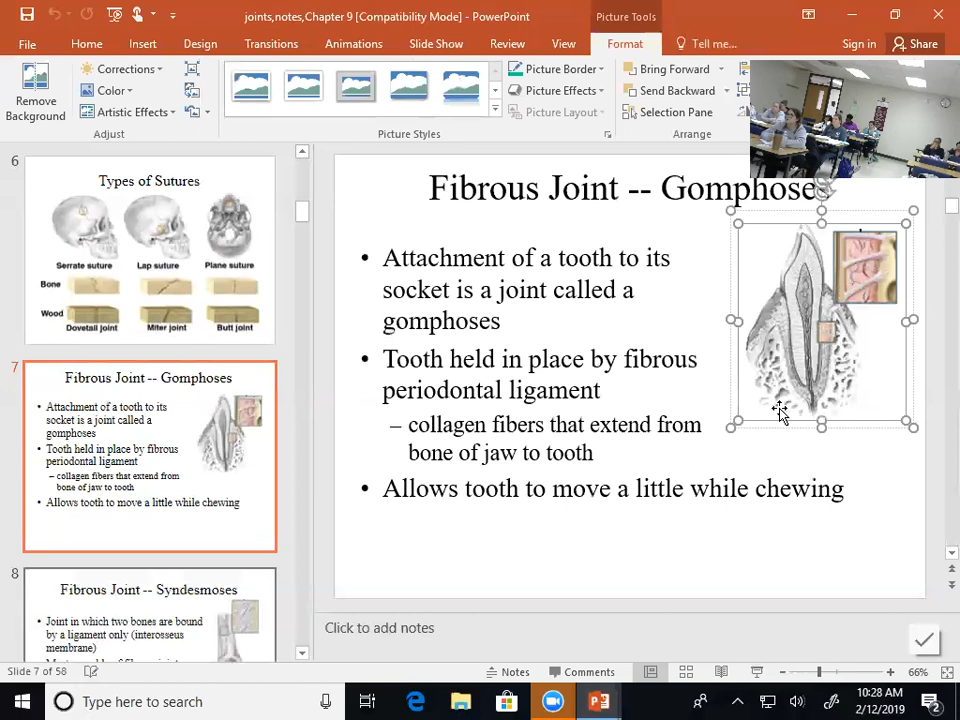 joints,notes,Chapter 9 [Compatibility Mode] - PowerPoint
Picture Tools
File Home Insert Design Transitions Animations Slide Show Review View Format Tell me... Sign in Share
Remove Background
Corrections
Color
Artistic Effects
Picture Border
Picture Effects
Picture Layout
Bring Forward
Send Backward
Selection Pane
Adjust Picture Styles Arrange
6
Types of Sutures
Serrate suture Lap suture Plane suture
Bone
Wood
Dovetail joint Miter joint Butt joint
7
Fibrous Joint -- Gomphoses
• Attachment of a tooth to its
socket is a joint called a
gomphoses
• Tooth held in place by fibrous
periodontal ligament
– collagen fibers that extend from
bone of jaw to tooth
• Allows tooth to move a little while chewing
8
Fibrous Joint -- Syndesmoses
• Joint in which two bones are bound
by a ligament only (interosseus
membrane)
Fibrous Joint -- Gomphoses
• Attachment of a tooth to its
socket is a joint called a
gomphoses
• Tooth held in place by fibrous
periodontal ligament
– collagen fibers that extend from
bone of jaw to tooth
• Allows tooth to move a little while chewing
Click to add notes
Slide 7 of 58 Notes Comments 66%
Type here to search
10:28 AM
2/12/2019
2